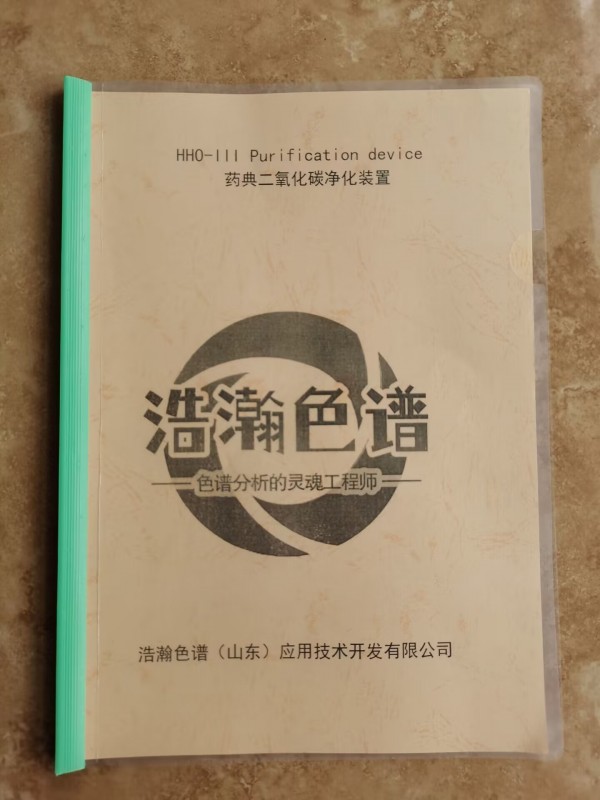 HHO-III Purification device
药典二氧化碳净化装置
浩瀚色谱
色谱分析的灵魂工程师
浩瀚色谱（山东）应用技术开发有限公司